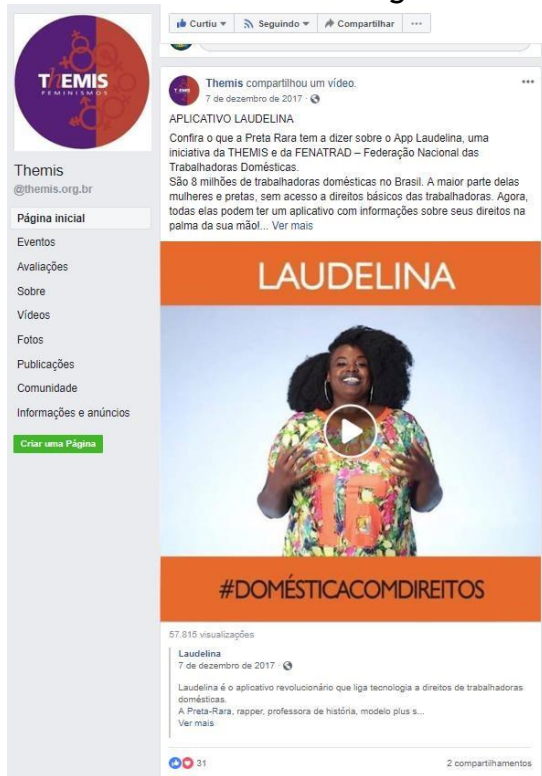 Curtiu
Seguindo
Compartilhar
THEMIS
FEMINISMOS
Themis
@themis.org.br
Página inicial
Eventos
Avaliações
Sobre
Vídeos
Fotos
Publicações
Comunidade
Informações e anúncios
Criar uma Página
Themis compartilhou um vídeo.
7 de dezembro de 2017 ·
APLICATIVO LAUDELINA
Confira o que a Preta Rara tem a dizer sobre o App Laudelina, uma
iniciativa da THEMIS e da FENATRAD – Federação Nacional das
Trabalhadoras Domésticas.
São 8 milhões de trabalhadoras domésticas no Brasil. A maior parte delas
mulheres e pretas, sem acesso a direitos básicos das trabalhadoras. Agora,
todas elas podem ter um aplicativo com informações sobre seus direitos na
palma da sua mão!... Ver mais
LAUDELINA
16
#DOMÉSTICACOMDIREITOS
57.815 visualizações
Laudelina
7 de dezembro de 2017 ·
Laudelina é o aplicativo revolucionário que liga tecnologia a direitos de trabalhadoras
domésticas.
A Preta-Rara, rapper, professora de história, modelo plus s...
Ver mais
31
2 compartilhamentos